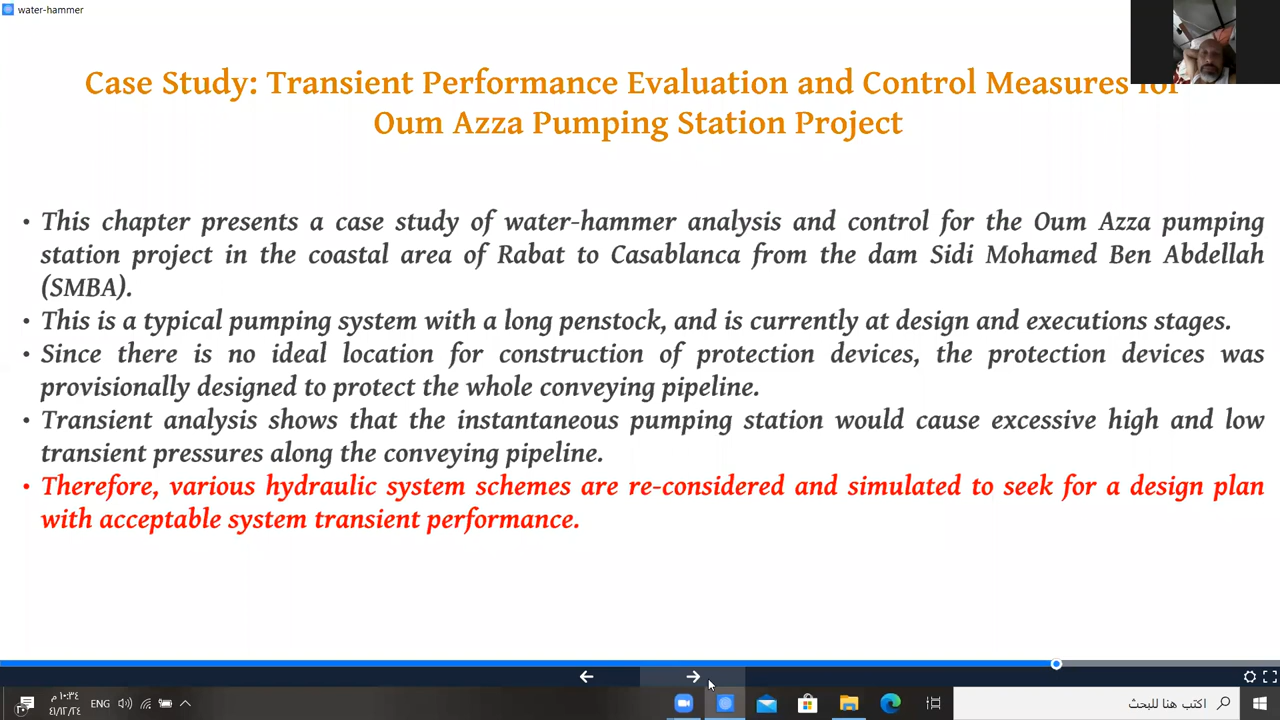 water-hammer
Case Study: Transient Performance Evaluation and Control Measures for
Oum Azza Pumping Station Project
• This chapter presents a case study of water-hammer analysis and control for the Oum Azza pumping
station project in the coastal area of Rabat to Casablanca from the dam Sidi Mohamed Ben Abdellah
(SMBA).
• This is a typical pumping system with a long penstock, and is currently at design and executions stages.
• Since there is no ideal location for construction of protection devices, the protection devices was
provisionally designed to protect the whole conveying pipeline.
• Transient analysis shows that the instantaneous pumping station would cause excessive high and low
transient pressures along the conveying pipeline.
• Therefore, various hydraulic system schemes are re-considered and simulated to seek for a design plan
with acceptable system transient performance.
١٠:٣٤ م
ENG
اكتب هنا للبحث